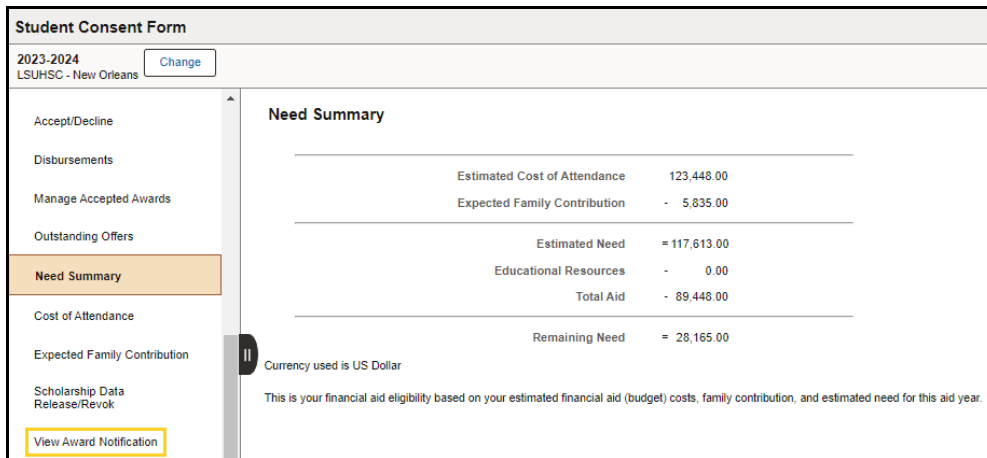 Student Consent Form
2023-2024
LSUHSC - New Orleans
Change
Accept/Decline
Disbursements
Manage Accepted Awards
Outstanding Offers
Need Summary
Cost of Attendance
Expected Family Contribution
Scholarship Data
Release/Revok
View Award Notification
Need Summary
Estimated Cost of Attendance 123,448.00
Expected Family Contribution - 5,835.00
Estimated Need = 117,613.00
Educational Resources - 0.00
Total Aid - 89,448.00
Remaining Need = 28,165.00
Currency used is US Dollar
This is your financial aid eligibility based on your estimated financial aid (budget) costs, family contribution, and estimated need for this aid year.